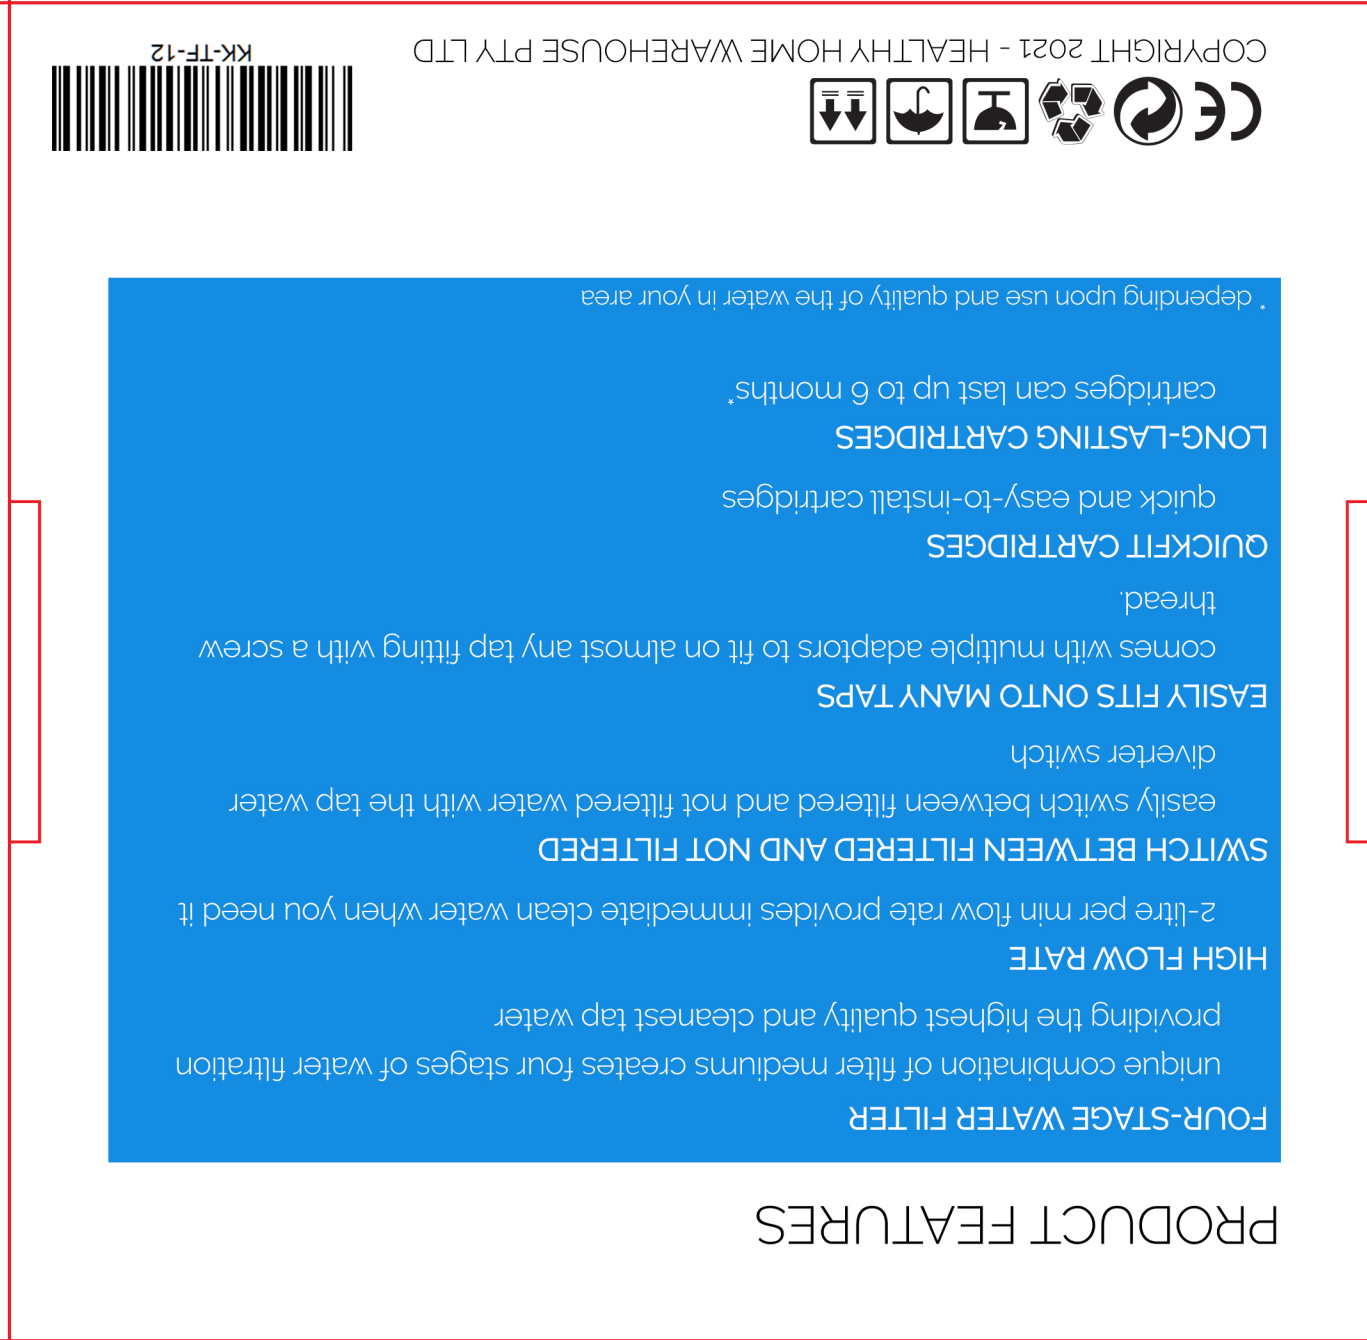 PRODUCT FEATURES
FOUR-STAGE WATER FILTER
unique combination of filter mediums creates four stages of water filtration
providing the highest quality and cleanest tap water
HIGH FLOW RATE
2-litre per min flow rate provides immediate clean water when you need it
SWITCH BETWEEN FILTERED AND NOT FILTERED
easily switch between filtered and not filtered water with the tap water
diverter switch
EASILY FITS ONTO MANY TAPS
comes with multiple adaptors to fit on almost any tap fitting with a screw
thread.
QUICKFIT CARTRIDGES
quick and easy-to-install cartridges
LONG-LASTING CARTRIDGES
cartridges can last up to 6 months*
* depending upon use and quality of the water in your area
CE
COPYRIGHT 2021 - HEALTHY HOME WAREHOUSE PTY LTD
KK-TF-12